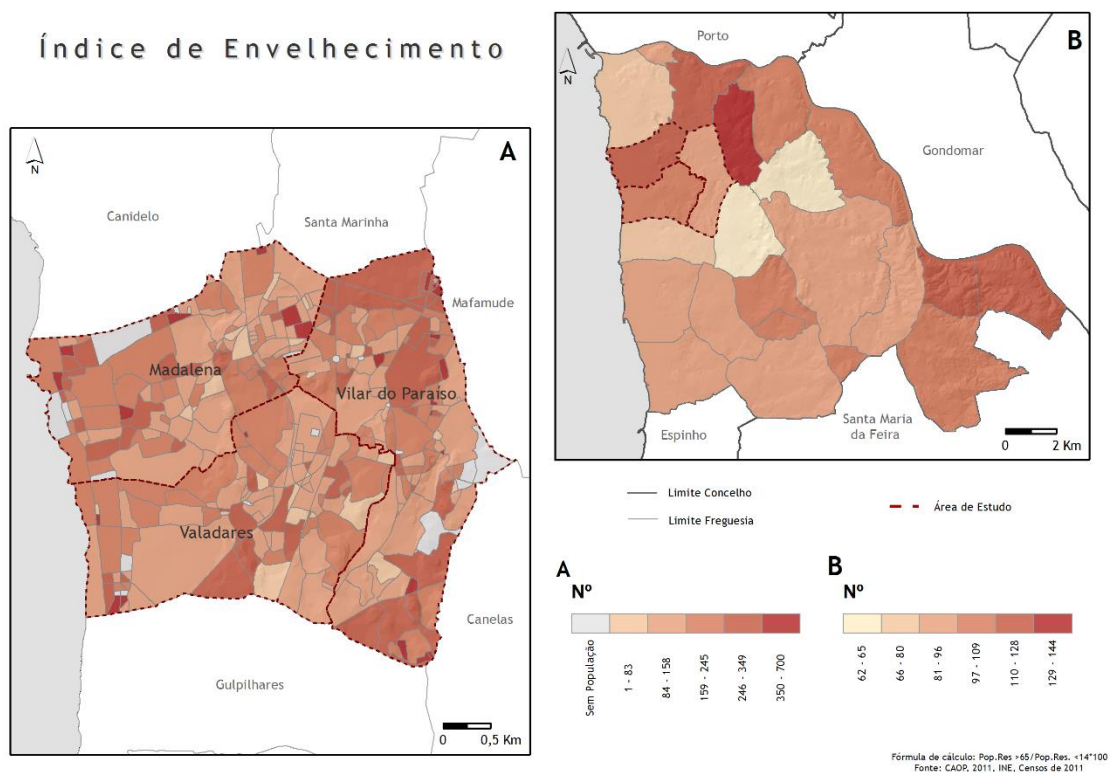 Índice de Envelhecimento
A
N
Canidelo
Santa Marinha
Mafamude
Madalena
Vilar do Paraíso
Valadares
Canelas
Gulpilhares
0 0,5 Km
B
N
Porto
Gondomar
Santa Maria
da Feira
Espinho
0 2 Km
Limite Concelho
Limite Freguesia
Área de Estudo
A
Nº
Sem População
1 - 83
84 - 158
159 - 245
246 - 349
350 - 700
B
Nº
62 - 65
66 - 80
81 - 96
97 - 109
110 - 128
129 - 144
Fórmula de cálculo: Pop.Res >65/Pop.Res. <14*100
Fonte: CAOP, 2011, INE, Censos de 2011